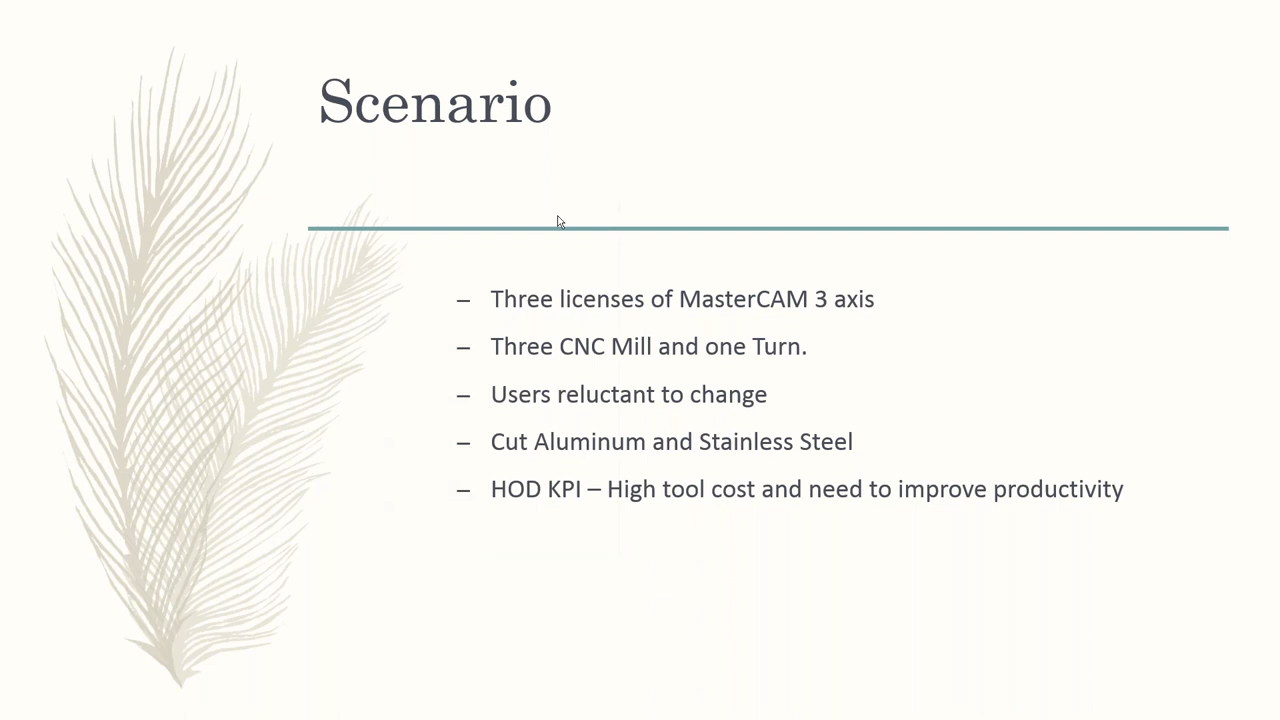 Scenario
– Three licenses of MasterCAM 3 axis
– Three CNC Mill and one Turn.
– Users reluctant to change
– Cut Aluminum and Stainless Steel
– HOD KPI – High tool cost and need to improve productivity